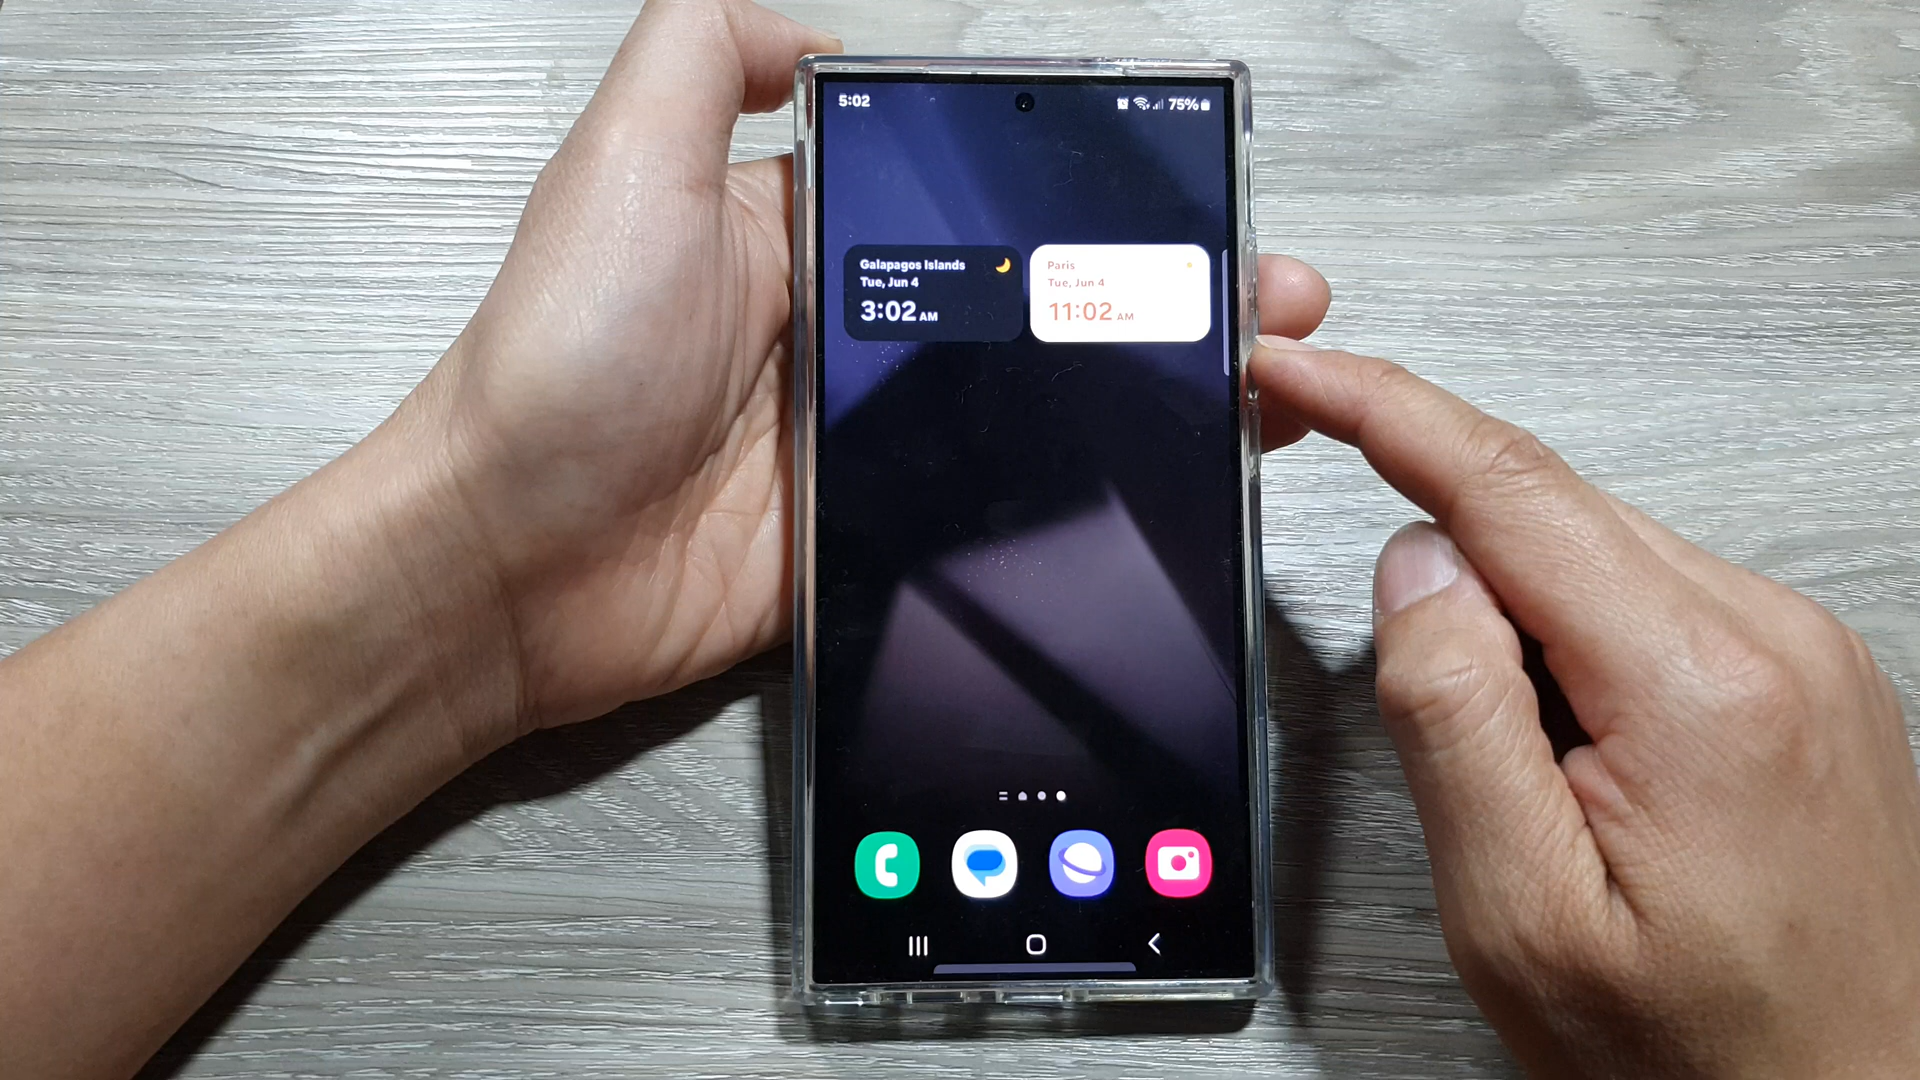 5:02
75%
Galapagos Islands
Tue, Jun 4
3:02 AM
Paris
Tue, Jun 4
11:02 AM